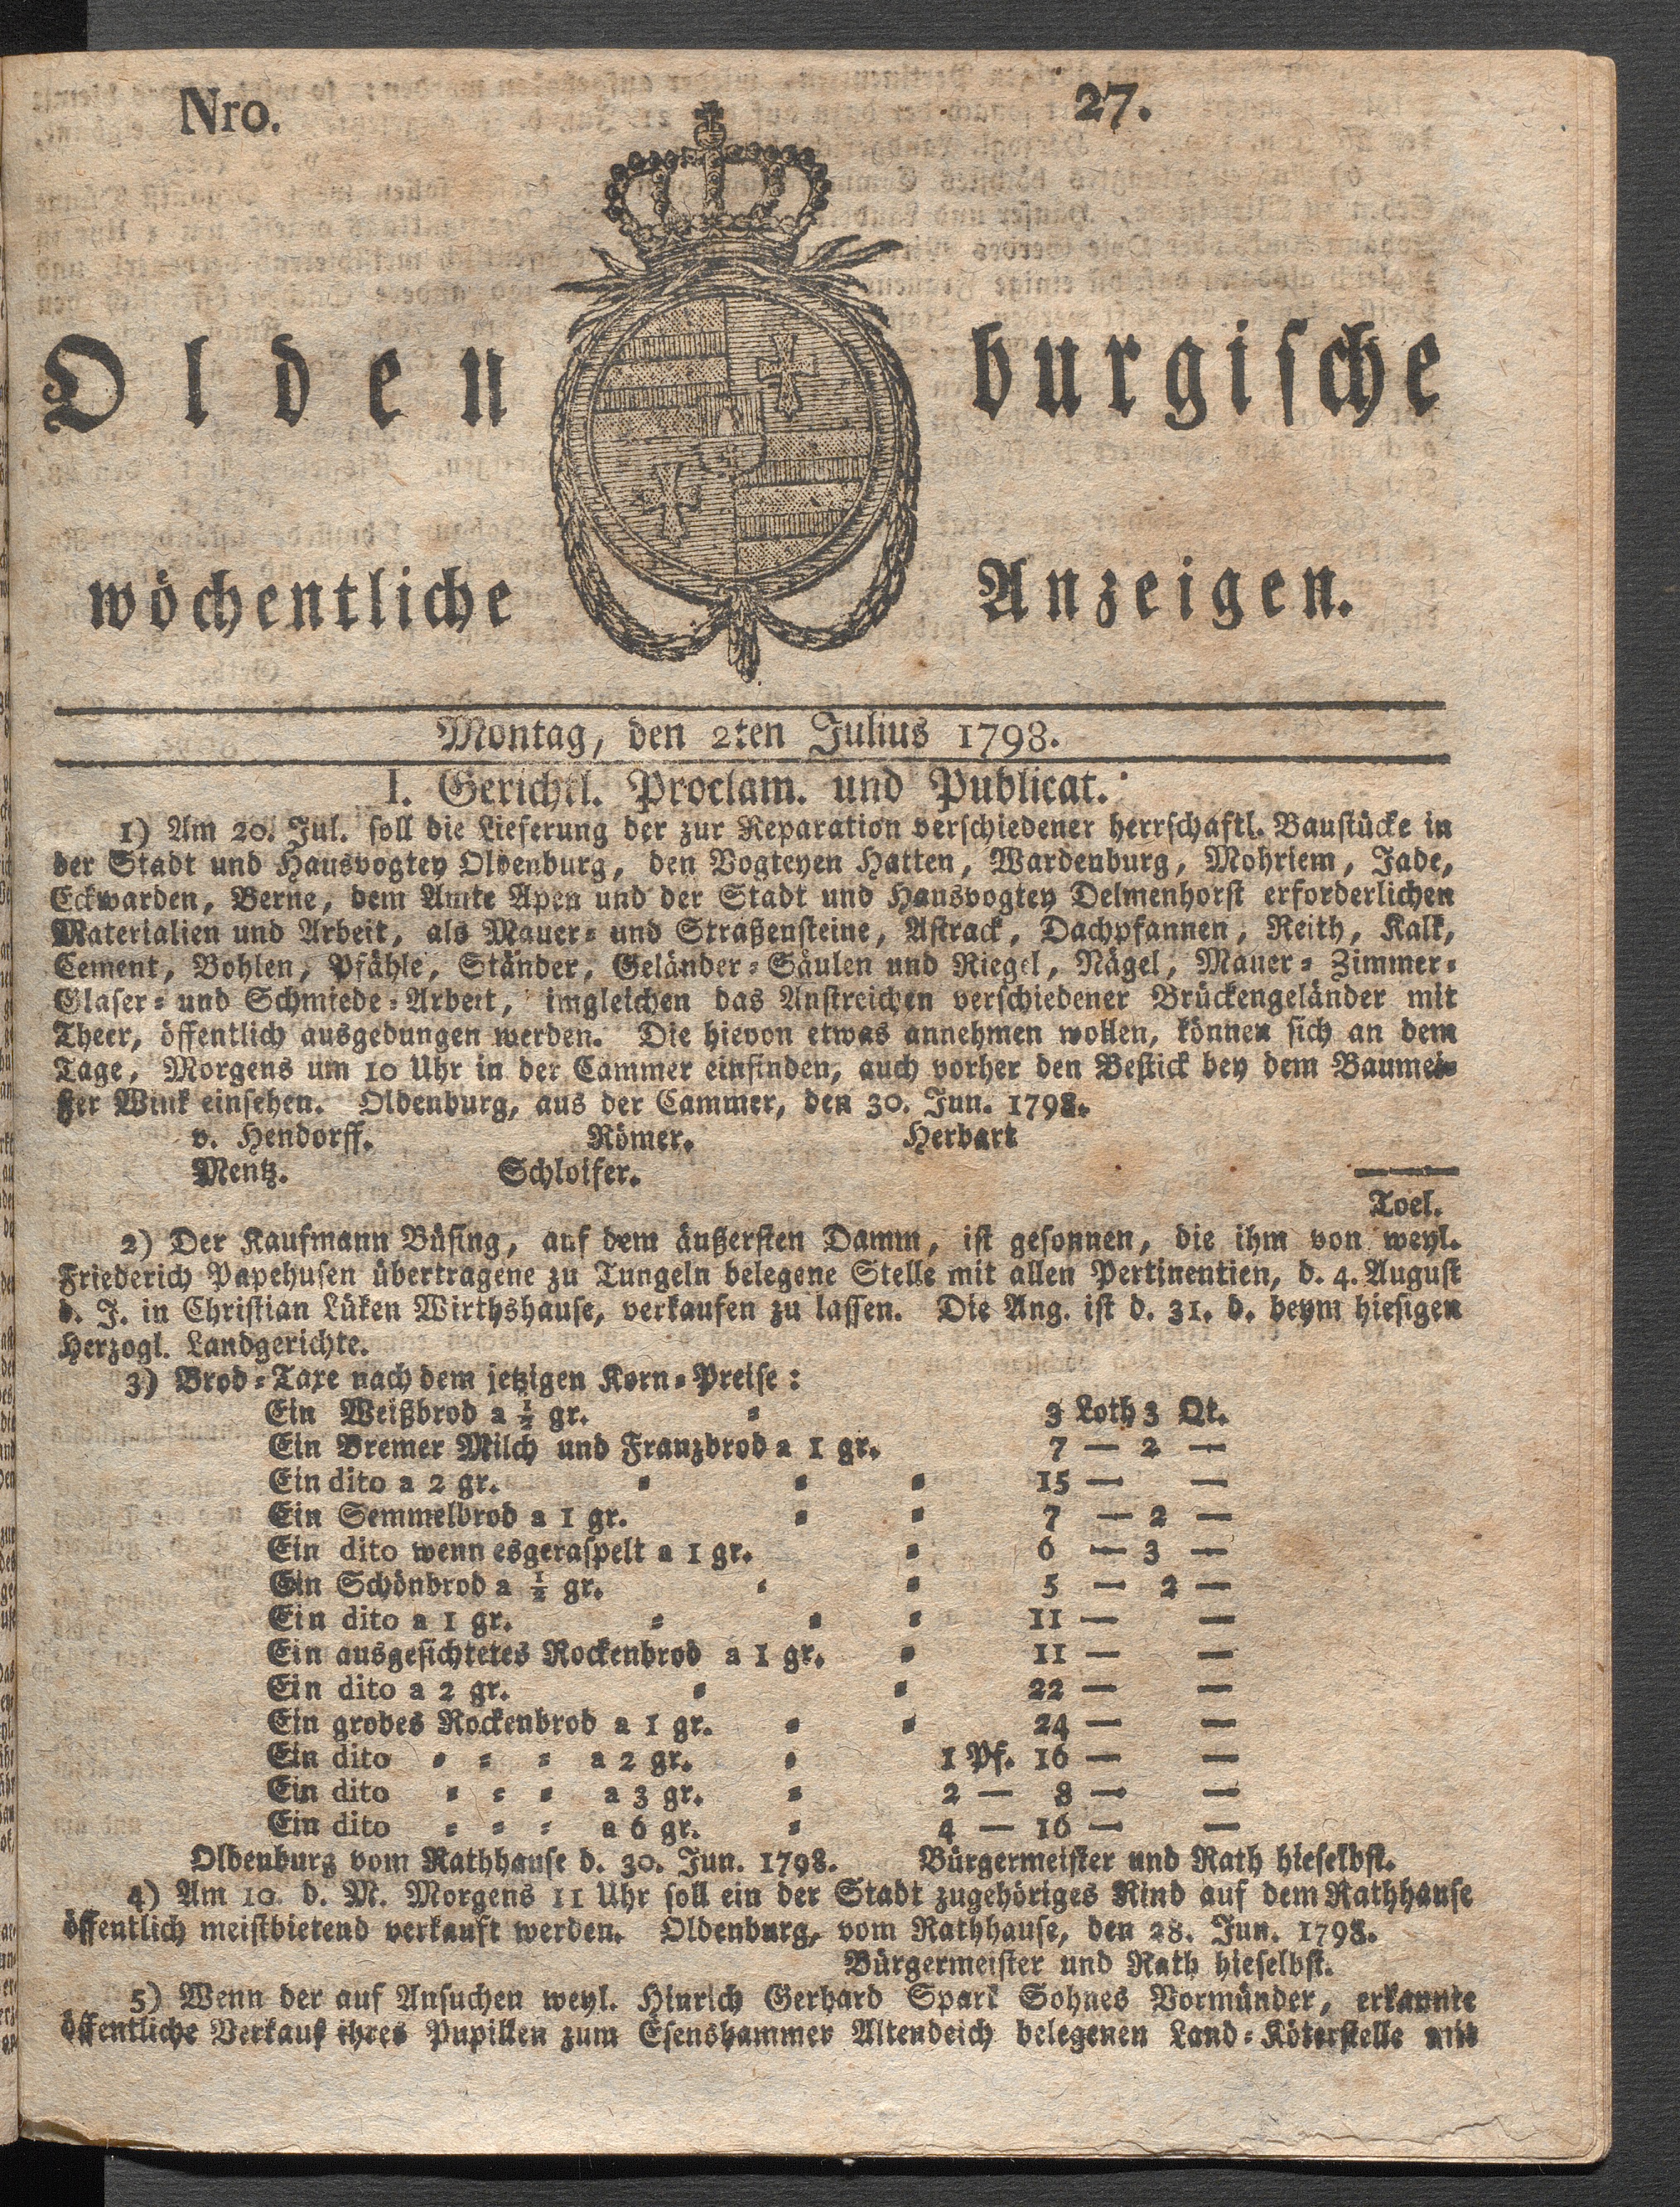 Nro. 27.
Olden burgische
wöchentliche Anzeigen.
Montag, den 2ten Julius 1798.
I. Gerichtl. Proclam. und Publicat.
1) Am 20. Jul. soll die Lieferung der zur Reparation verschiedener herrschaftl. Baustücke in
der Stadt und Hausvogtey Oldenburg, den Vogteyen Hatten, Wardenburg, Mohriem, Jade,
Eckwarden, Berne, dem Amte Apen und der Stadt und Hausvogtey Delmenhorst erforderlichen
Materialien und Arbeit, als Mauer- und Straßensteine, Astrack, Dachpfannen, Reith, Kalk,
Cement, Bohlen, Pfähle, Ständer, Geländer-Säulen und Riegel, Nägel, Mauer- Zimmer-
Glaser- und Schmiede-Arbeit, imgleichen das Anstreichen verschiedener Brückengeländer mit
Theer, öffentlich ausgedungen werden. Die hievon etwas annehmen wollen, können sich an dem
Tage, Morgens um 10 Uhr in der Cammer einfinden, auch vorher den Bestick bey dem Baumei-
ster Wink einsehen. Oldenburg, aus der Cammer, den 30. Jun. 1798.
v. Hendorff. Römer. Herbart
Mentz. Schloifer.
Toel.
2) Der Kaufmann Büsing, auf dem äußersten Damm, ist gesonnen, die ihm von weyl.
Friederich Papehusen übertragene zu Tungeln belegene Stelle mit allen Pertinentien, d. 4. August
d. J. in Christian Lüken Wirthshause, verkaufen zu lassen. Die Ang. ist d. 31. d. beym hiesigen
Herzogl. Landgerichte.
3) Brod-Taxe nach dem jetzigen Korn-Preise:
Ein Weißbrod a ½ gr. - 3 Loth 3 Qt.
Ein Bremer Milch und Franzbrod a 1 gr. 7 — 2 —
Ein dito a 2 gr. - - - 15 — —
Ein Semmelbrod a 1 gr. - - 7 — 2 —
Ein dito wenn esgeraspelt a 1 gr. - 6 — 3 —
Ein Schönbrod a ½ gr. - - 5 — 2 —
Ein dito a 1 gr. - - - 11 — —
Ein ausgesichtetes Rockenbrod a 1 gr. - 11 — —
Ein dito a 2 gr. - - 22 — —
Ein grobes Rockenbrod a 1 gr. - - 24 — —
Ein dito - - - a 2 gr. - 1 Pf. 16 — —
Ein dito - - - a 3 gr. - 2 — 8 — —
Ein dito - - - a 6 gr. - 4 — 16 — —
Oldenburg vom Rathhause d. 30. Jun. 1798. Bürgermeister und Rath hieselbst.
4) Am 10. d. M. Morgens 11 Uhr soll ein der Stadt zugehöriges Rind auf dem Rathhause
öffentlich meistbietend verkauft werden. Oldenburg, vom Rathhause, den 28. Jun. 1798.
Bürgermeister und Rath hieselbst.
5) Wenn der auf Ansuchen weyl. Hinrich Gerhard Spark Sohnes Vormünder, erkannte
öffentliche Verkauf ihres Pupillen zum Esenshammer Altendeich belegenen Land-Köterstelle mit